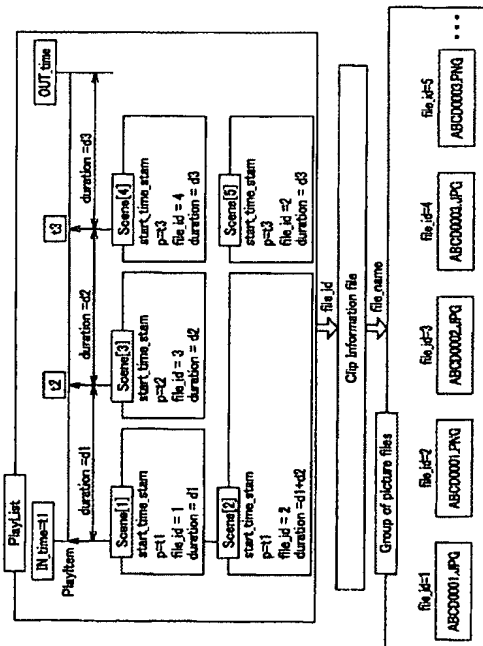 PlayList
IN_time=t1
t2
t3
OUT_time
duration =d1
duration =d2
duration =d3
PlayItem
Scene[1]
start_time_stam
p=t1
file_id = 1
duration = d1
Scene[3]
start_time_stam
p=t2
file_id = 3
duration = d2
Scene[4]
start_time_stam
p=t3
file_id = 4
duration = d3
Scene[2]
start_time_stam
p=t1
file_id = 2
duration =d1+d2
Scene[5]
start_time_stam
p=t3
file_id =2
duration = d3
file_id
Clip Information file
file_name
Group of picture files
file_id=1
file_id=2
file_id=3
file_id=4
file_id=5
ABCD0001.JPG
ABCD0001.PNG
ABCD0002.JPG
ABCD0003.JPG
ABCD0003.PNG
...